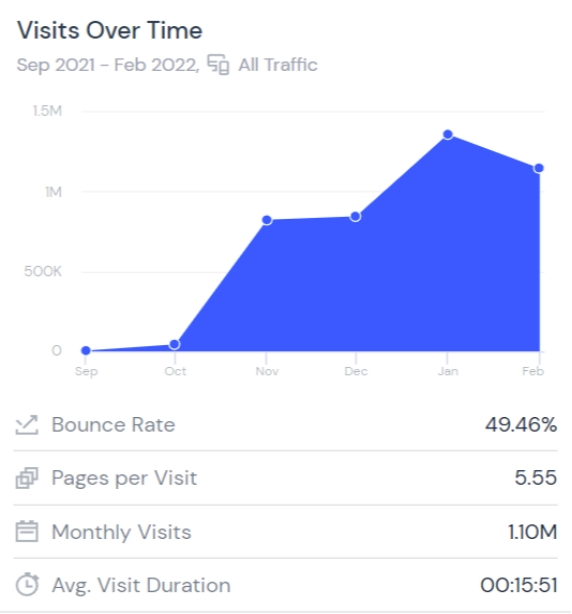 Visits Over Time
Sep 2021 - Feb 2022, All Traffic
1.5M
1M
500K
0
Sep Oct Nov Dec Jan Feb
Bounce Rate 49.46%
Pages per Visit 5.55
Monthly Visits 1.10M
Avg. Visit Duration 00:15:51